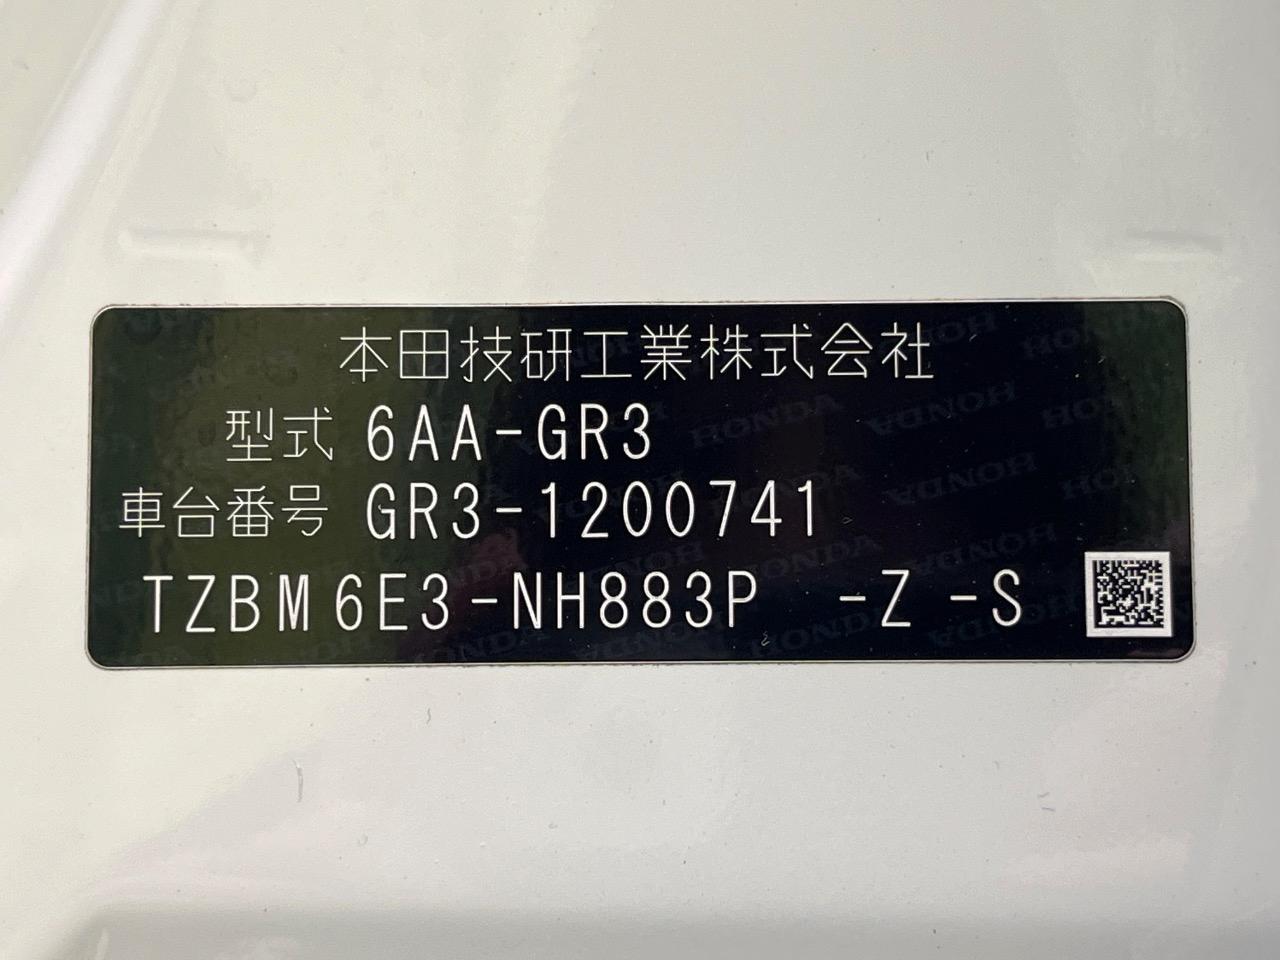 本田技研工業株式会社
型式 6AA-GR3
車台番号 GR3-1200741
TZBM6E3-NH883P -Z -S